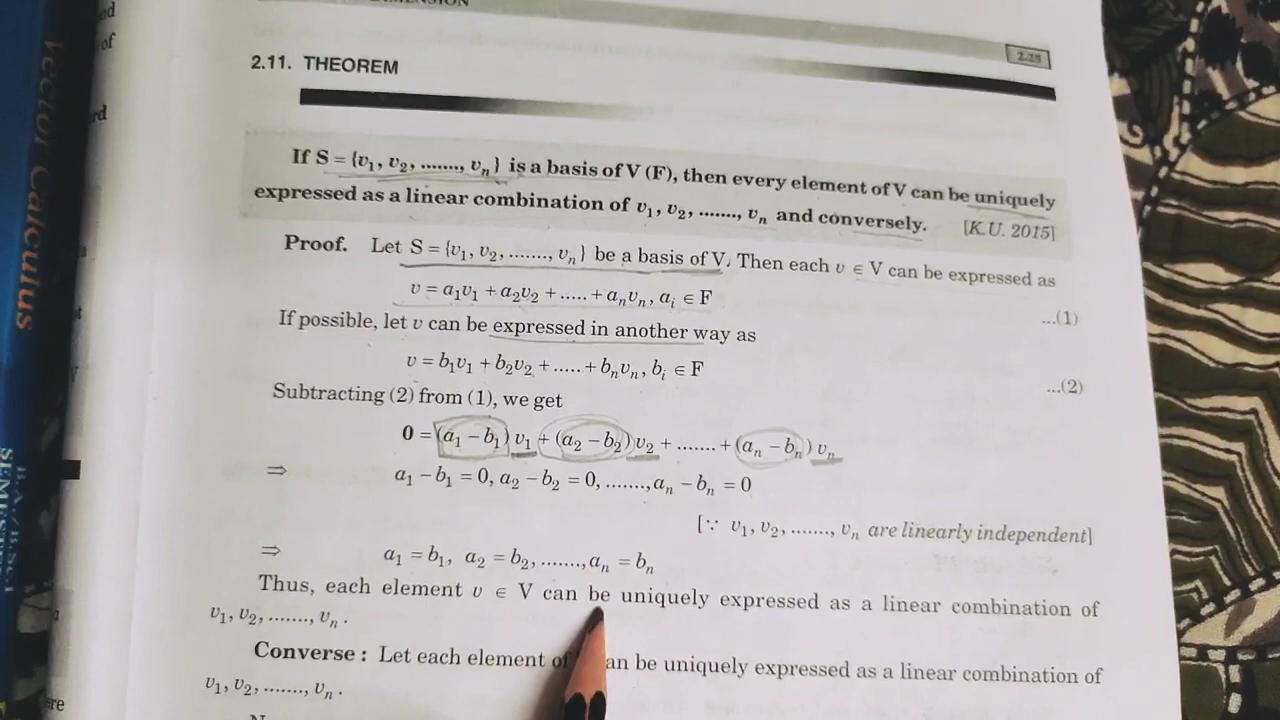 DIMENSION
2.25
2.11. THEOREM
If S = {v₁, v₂, ........, vₙ} is a basis of V (F), then every element of V can be uniquely
expressed as a linear combination of v₁, v₂, ........, vₙ and conversely. [K.U. 2015]
Proof. Let S = {v₁, v₂, ........, vₙ} be a basis of V. Then each v ∈ V can be expressed as
v = a₁v₁ + a₂v₂ + ..... + aₙvₙ, aᵢ ∈ F ...(1)
If possible, let v can be expressed in another way as
v = b₁v₁ + b₂v₂ + ..... + bₙvₙ, bᵢ ∈ F ...(2)
Subtracting (2) from (1), we get
0 = (a₁ – b₁) v₁ + (a₂ – b₂) v₂ + ....... + (aₙ – bₙ) vₙ
⇒ a₁ – b₁ = 0, a₂ – b₂ = 0, ......., aₙ – bₙ = 0
[∵ v₁, v₂, ........, vₙ are linearly independent]
⇒ a₁ = b₁, a₂ = b₂, ......., aₙ = bₙ
Thus, each element v ∈ V can be uniquely expressed as a linear combination of
v₁, v₂, ........, vₙ .
Converse : Let each element of can be uniquely expressed as a linear combination of
v₁, v₂, ........, vₙ .
Vector Calculus
B.A./B.Sc.I
of